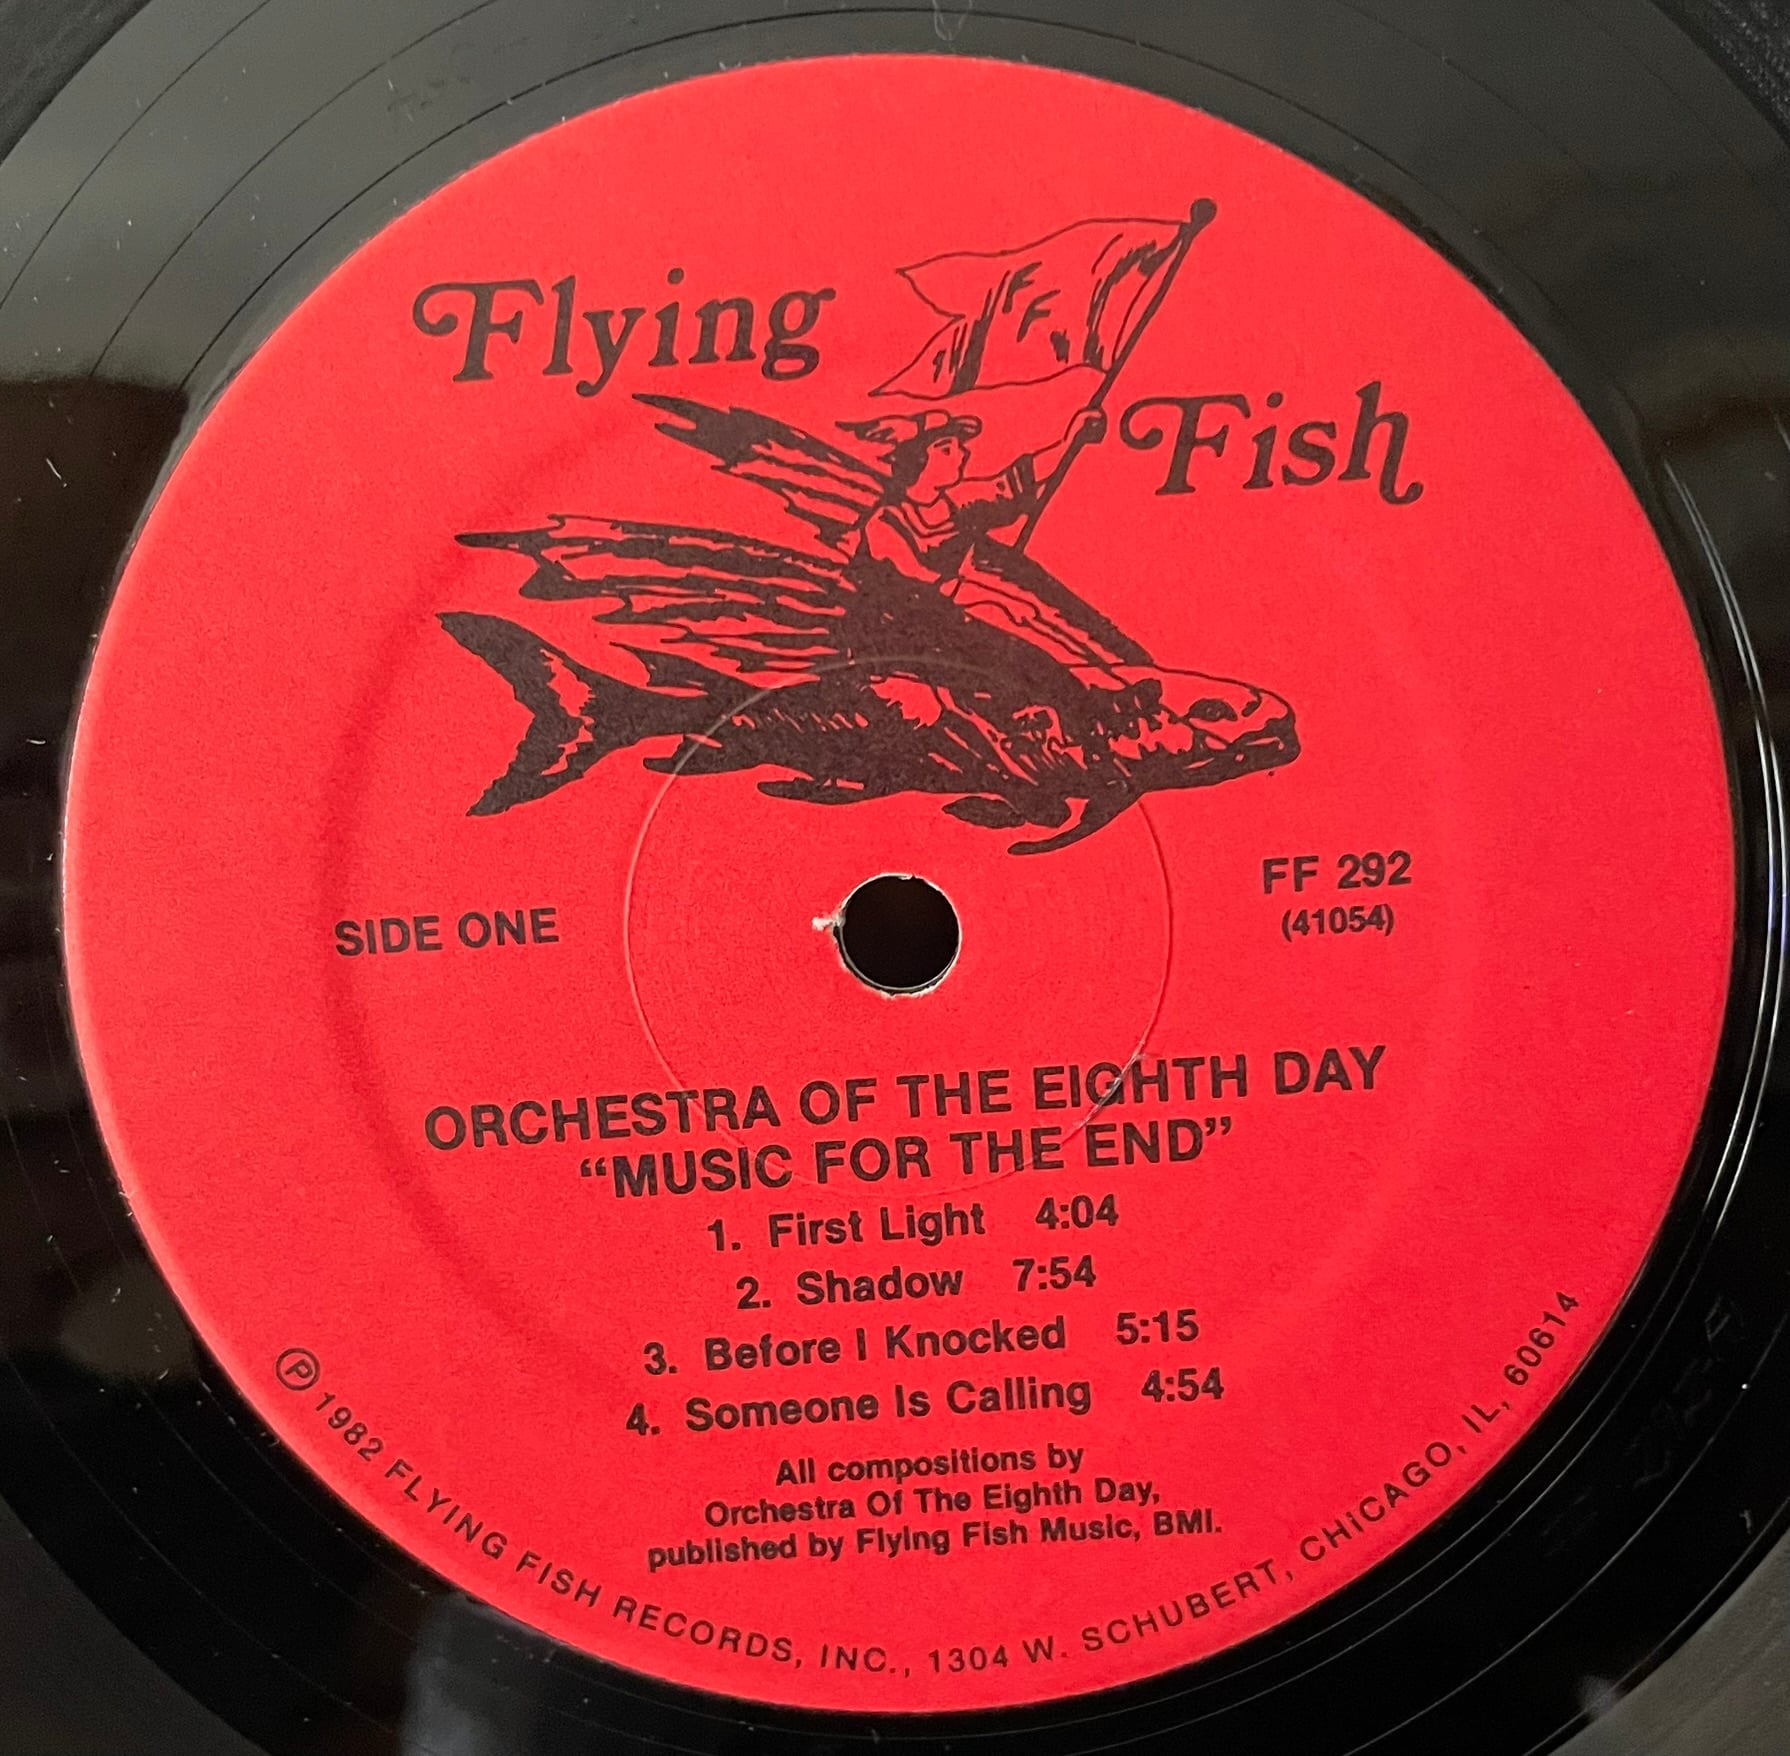 Flying
FF
Fish
SIDE ONE
FF 292
(41054)
ORCHESTRA OF THE EIGHTH DAY
“MUSIC FOR THE END”
1. First Light 4:04
2. Shadow 7:54
3. Before I Knocked 5:15
4. Someone Is Calling 4:54
All compositions by
Orchestra Of The Eighth Day,
published by Flying Fish Music, BMI.
Ⓟ 1982 FLYING FISH RECORDS, INC., 1304 W. SCHUBERT, CHICAGO, IL, 60614